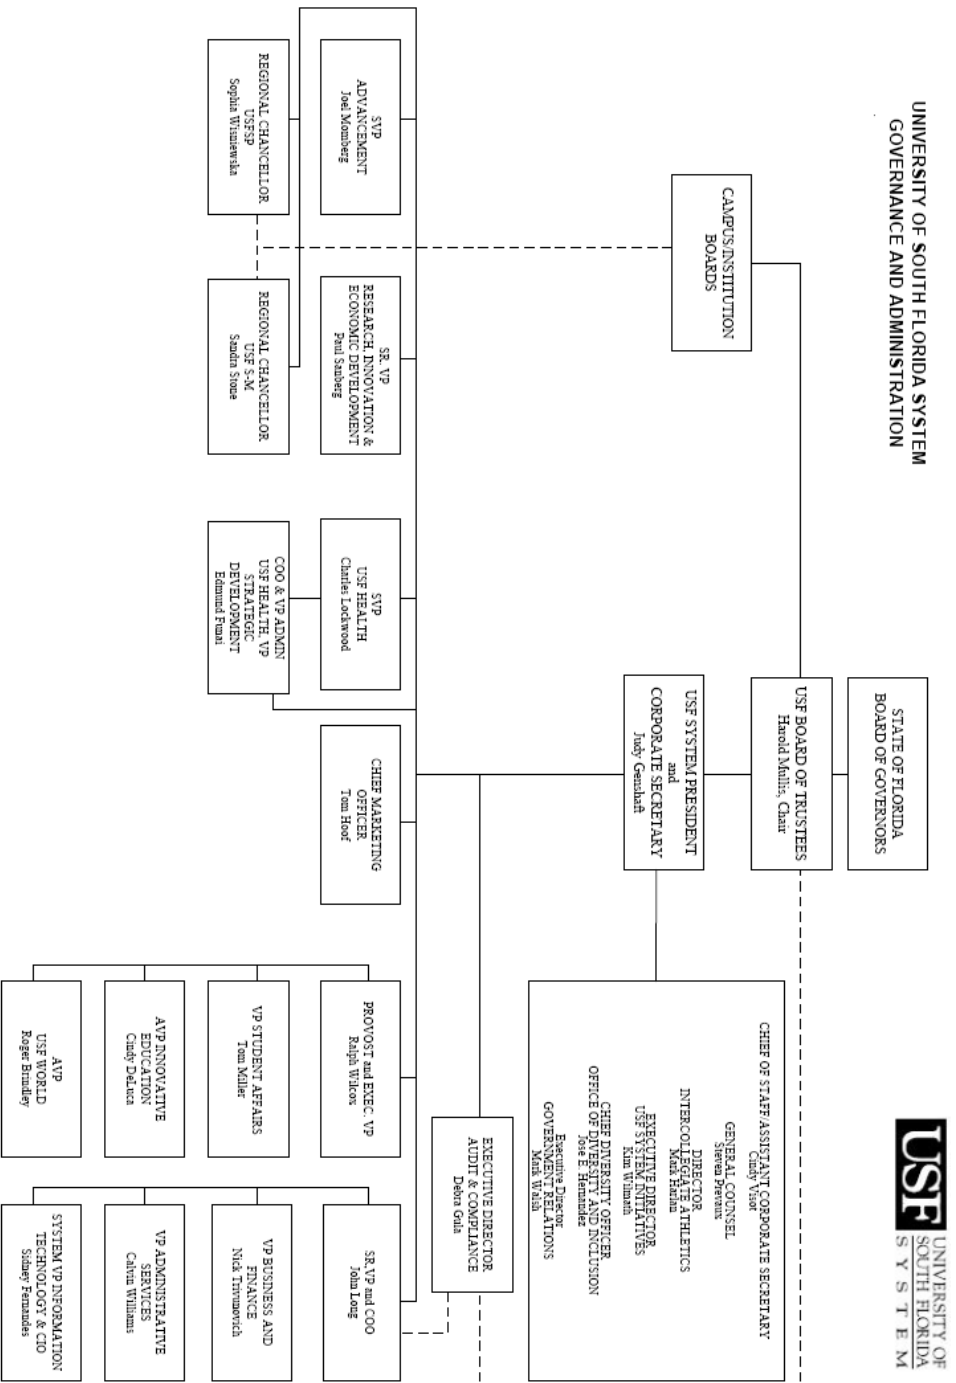 UNIVERSITY OF SOUTH FLORIDA SYSTEM
GOVERNANCE AND ADMINISTRATION
USF
UNIVERSITY OF
SOUTH FLORIDA
SYSTEM
STATE OF FLORIDA
BOARD OF GOVERNORS
USF BOARD OF TRUSTEES
Harold Mullis, Chair
CAMPUS/INSTITUTION
BOARDS
USF SYSTEM PRESIDENT
and
CORPORATE SECRETARY
Judy Genshaft
CHIEF OF STAFF/ASSISTANT CORPORATE SECRETARY
Cindy Visot
GENERAL COUNSEL
Steven Prevaux
DIRECTOR
INTERCOLLEGIATE ATHLETICS
Mark Harlan
EXECUTIVE DIRECTOR
USF SYSTEM INITIATIVES
Kim Wilmath
CHIEF DIVERSITY OFFICER
OFFICE OF DIVERSITY AND INCLUSION
Jose E. Hernandez
Executive Director
GOVERNMENT RELATIONS
Mark Walsh
EXECUTIVE DIRECTOR
AUDIT & COMPLIANCE
Debra Gula
SVP
ADVANCEMENT
Joel Momberg
SR. VP
RESEARCH, INNOVATION &
ECONOMIC DEVELOPMENT
Paul Sanberg
SVP
USF HEALTH
Charles Lockwood
CHIEF MARKETING
OFFICER
Tom Hoof
PROVOST and EXEC. VP
Ralph Wilcox
SR.VP and COO
John Long
REGIONAL CHANCELLOR
USFSP
Sophia Wisniewska
REGIONAL CHANCELLOR
USF S-M
Sandra Stone
COO & VP ADMIN
USF HEALTH, VP
STRATEGIC
DEVELOPMENT
Edmund Funai
VP STUDENT AFFAIRS
Tom Miller
VP BUSINESS AND
FINANCE
Nick Trivunovich
AVP INNOVATIVE
EDUCATION
Cindy DeLuca
VP ADMINISTRATIVE
SERVICES
Calvin Williams
AVP
USF WORLD
Roger Brindley
SYSTEM VP INFORMATION
TECHNOLOGY & CIO
Sidney Fernandes